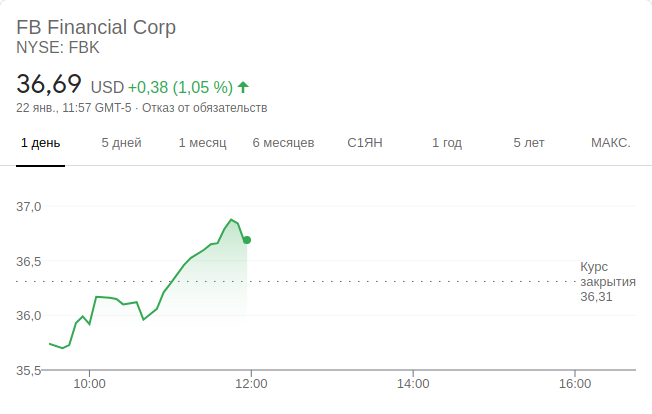 FB Financial Corp
NYSE: FBK
36,69 USD +0,38 (1,05 %)
22 янв., 11:57 GMT-5 · Отказ от обязательств
1 день 5 дней 1 месяц 6 месяцев С1ЯН 1 год 5 лет МАКС.
37,0
36,5
Курс
закрытия
36,31
36,0
35,5
10:00 12:00 14:00 16:00